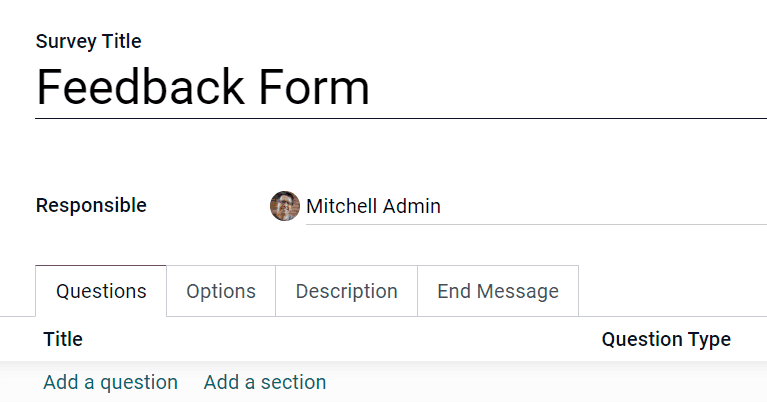 Survey Title
Feedback Form
Responsible Mitchell Admin
Questions Options Description End Message
Title Question Type
Add a question Add a section